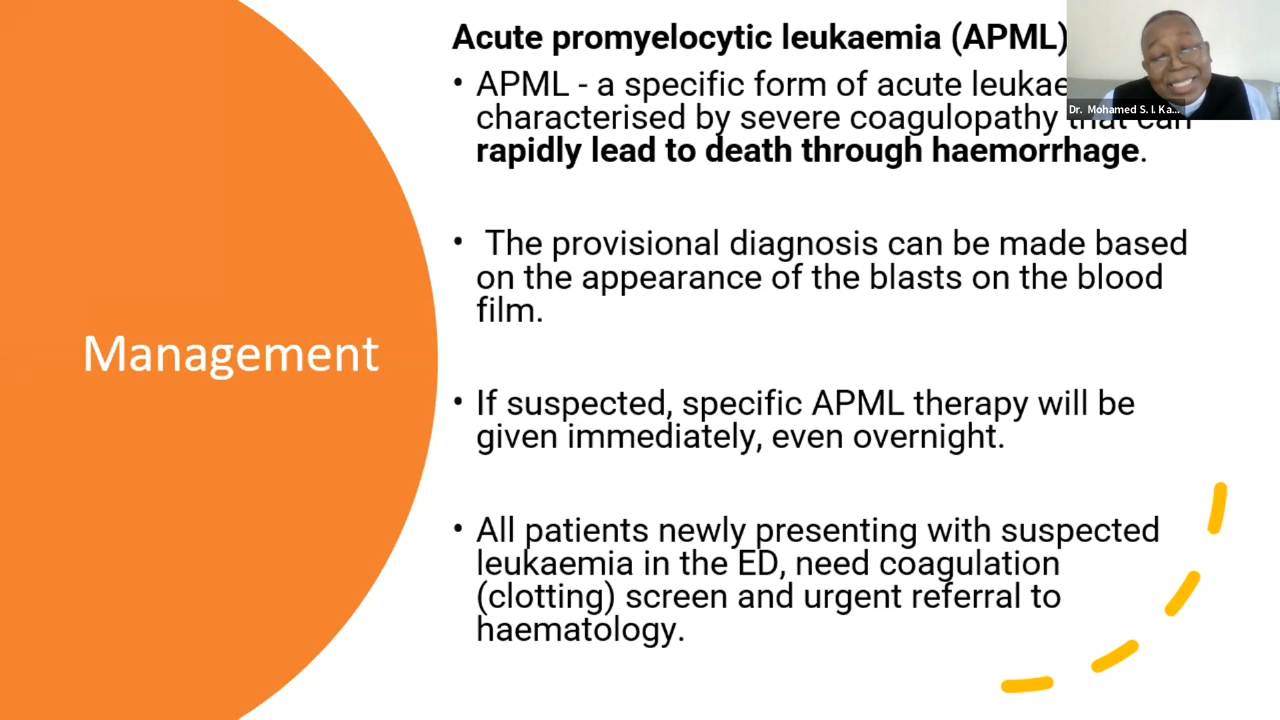 Acute promyelocytic leukaemia (APML)
• APML - a specific form of acute
characterised by severe coagulopathy that can
rapidly lead to death through haemorrhage.
• The provisional diagnosis can be made based
on the appearance of the blasts on the blood
film.
Management
• If suspected, specific APML therapy will be
given immediately, even overnight.
• All patients newly presenting with suspected
leukaemia in the ED, need coagulation
(clotting) screen and urgent referral to
haematology.
Dr. Mohamed S. I. Ka...